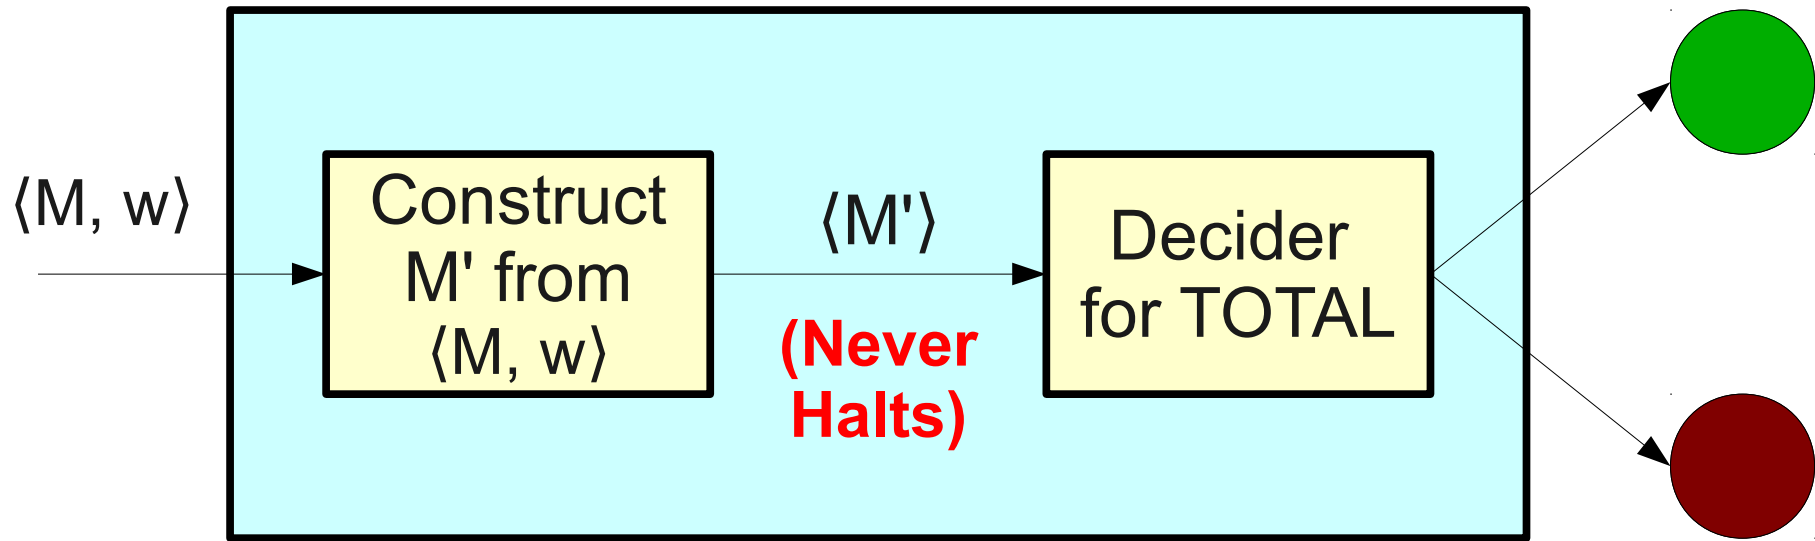 ⟨M, w⟩
Construct
M' from
⟨M, w⟩
⟨M'⟩
(Never
Halts)
Decider
for TOTAL